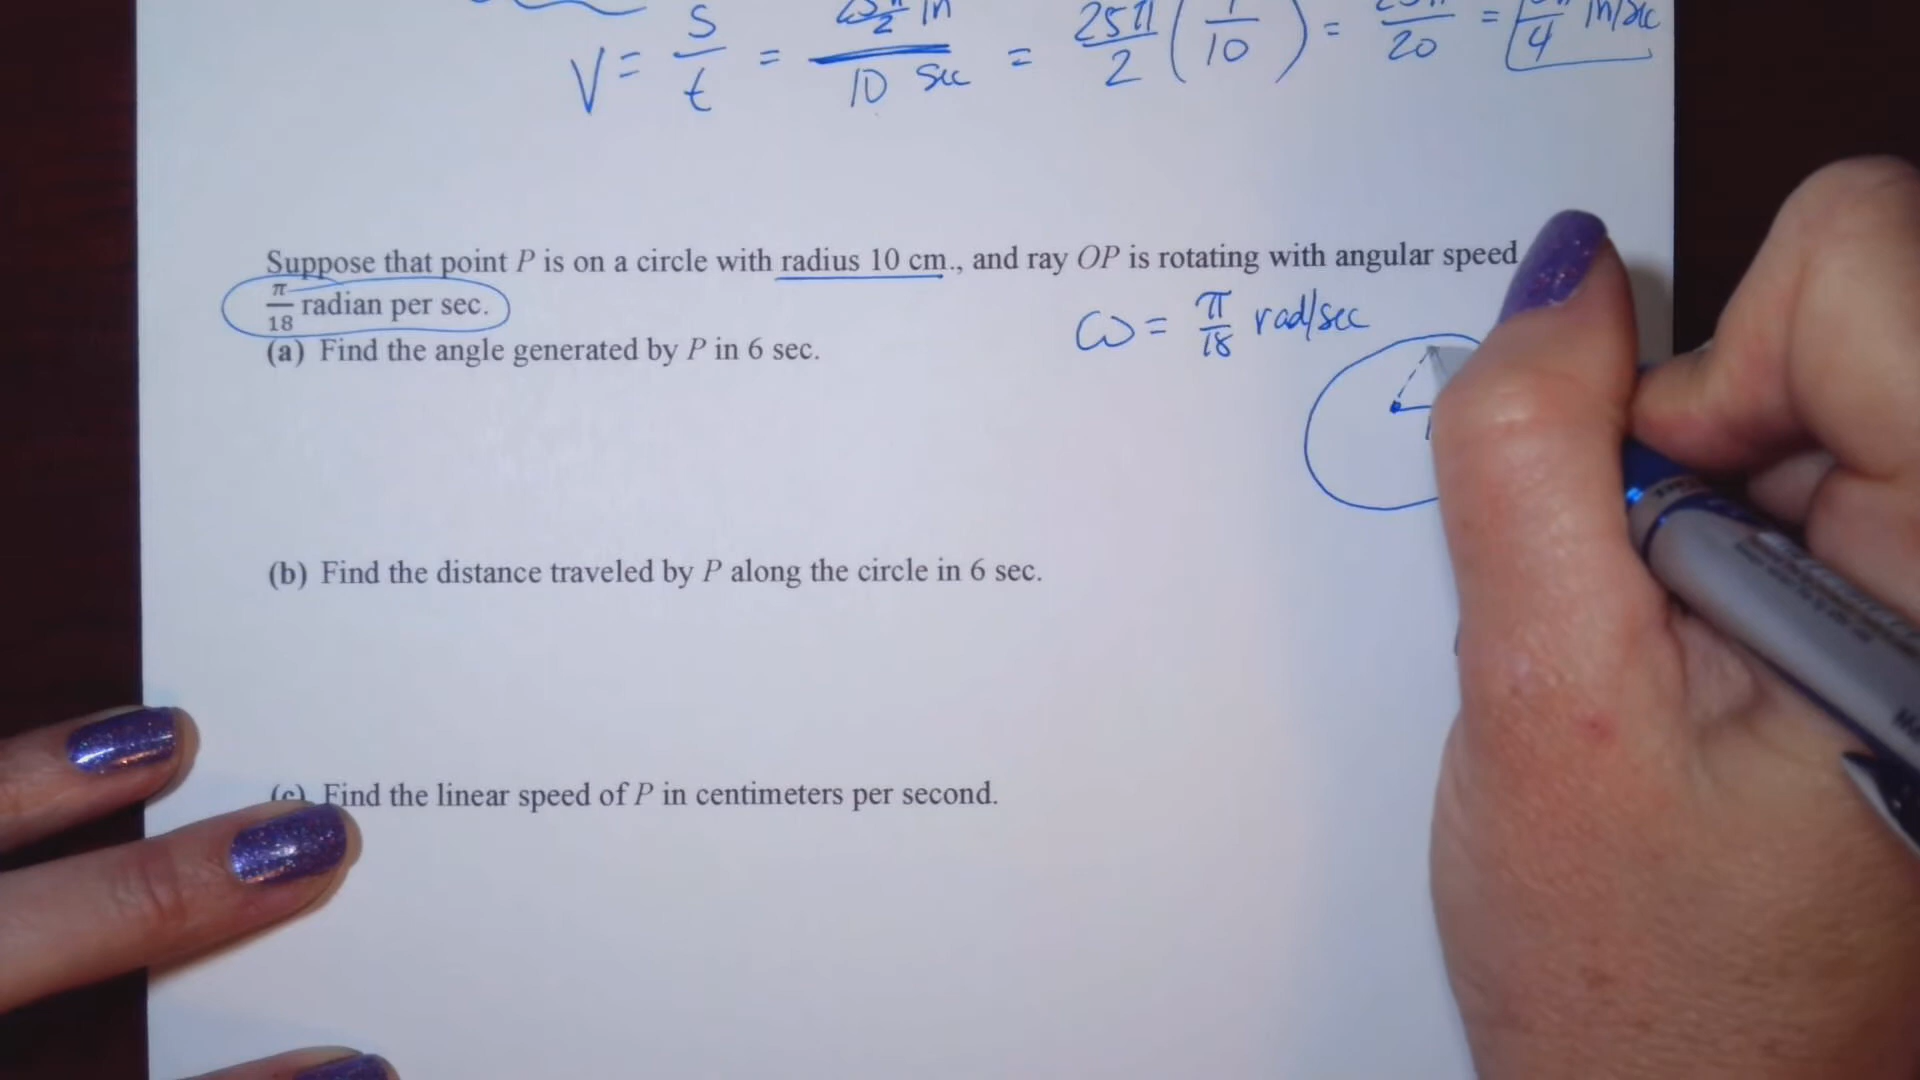 V = s/t = in / 10 sec = 25π/2 ( /10 ) = /20 = /4 in/sec
Suppose that point P is on a circle with radius 10 cm., and ray OP is rotating with angular speed
π/18 radian per sec.
ω = π/18 rad/sec
(a) Find the angle generated by P in 6 sec.
(b) Find the distance traveled by P along the circle in 6 sec.
(c) Find the linear speed of P in centimeters per second.